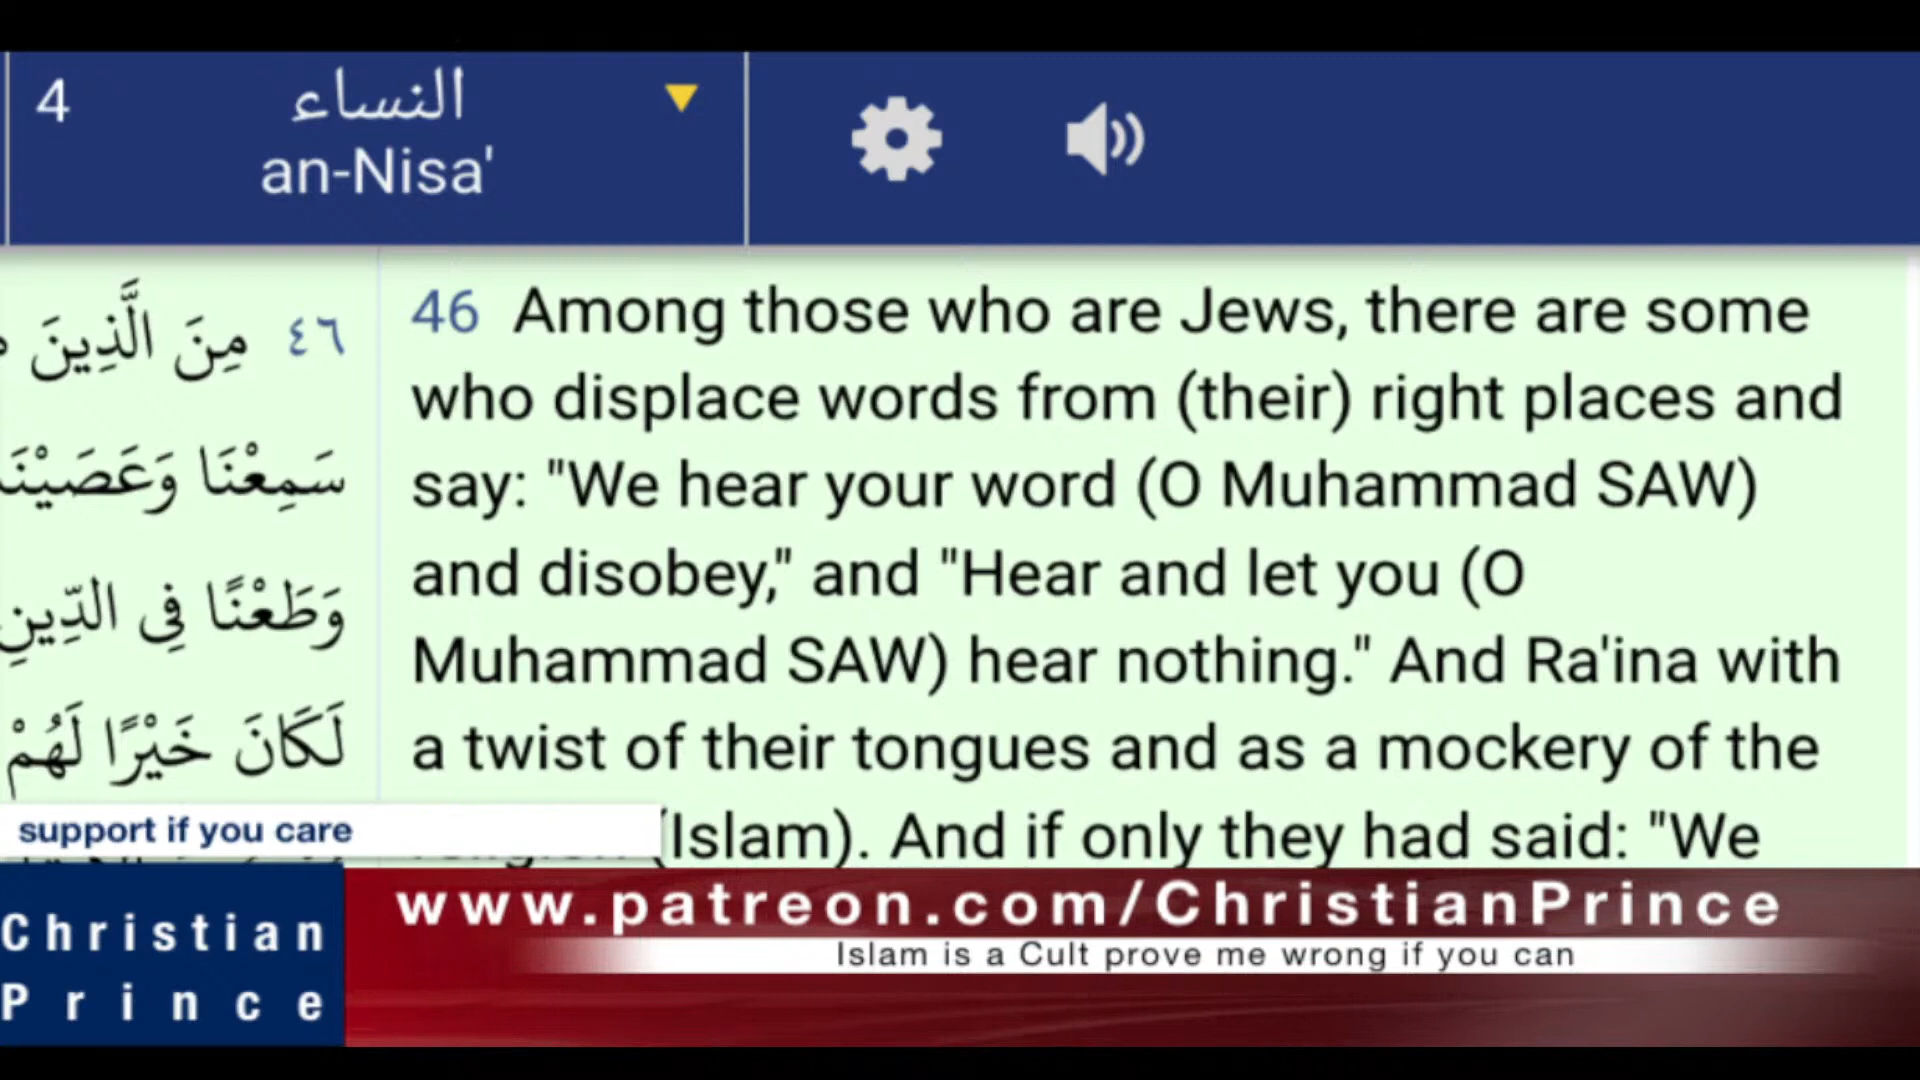 4
النساء
an-Nisa'
٤٦ مِنَ الَّذِينَ
سَمِعْنَا وَعَصَيْنَا
وَطَعْنًا فِى الدِّينِ
لَكَانَ خَيْرًا لَهُمْ
46 Among those who are Jews, there are some
who displace words from (their) right places and
say: "We hear your word (O Muhammad SAW)
and disobey," and "Hear and let you (O
Muhammad SAW) hear nothing." And Ra'ina with
a twist of their tongues and as a mockery of the
(Islam). And if only they had said: "We
support if you care
Christian
Prince
www.patreon.com/ChristianPrince
Islam is a Cult prove me wrong if you can